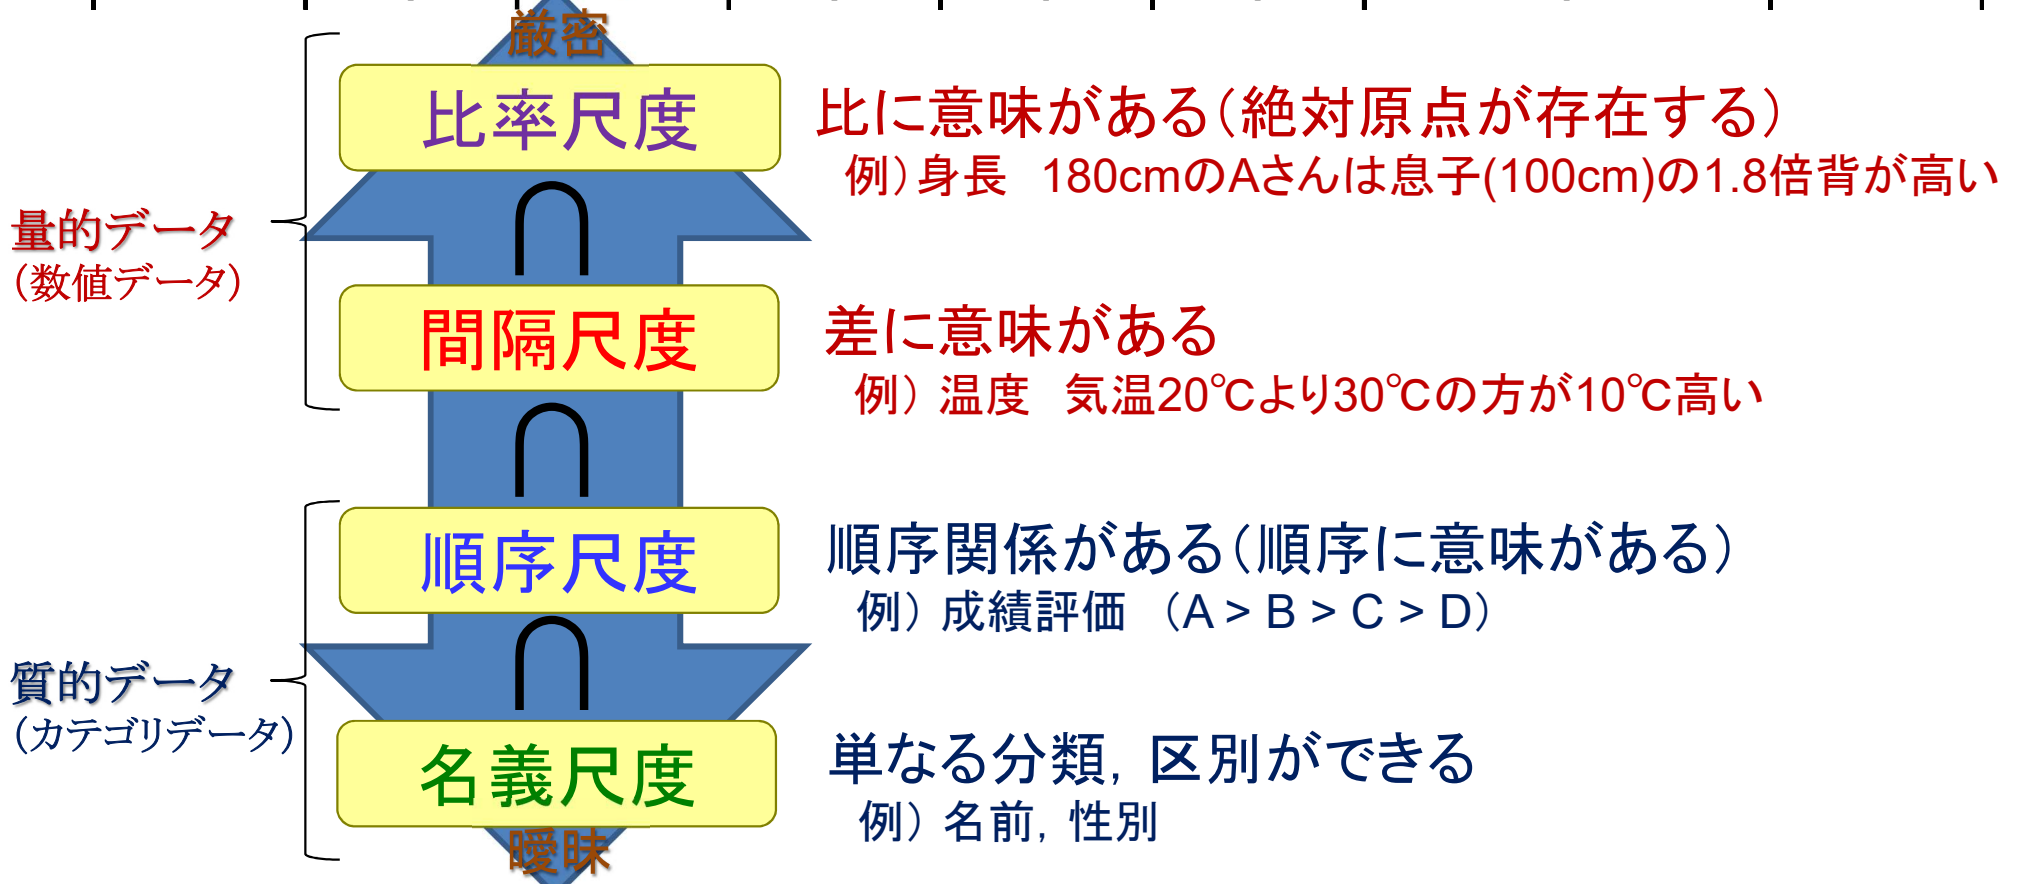 厳密
比率尺度
比に意味がある（絶対原点が存在する）
例）身長　180cmのAさんは息子(100cm)の1.8倍背が高い
量的データ
（数値データ）
間隔尺度
差に意味がある
例） 温度　気温20℃より30℃の方が10℃高い
順序尺度
順序関係がある（順序に意味がある）
例） 成績評価　（A > B > C > D）
質的データ
（カテゴリデータ）
名義尺度
単なる分類，区別ができる
例） 名前，性別
曖昧